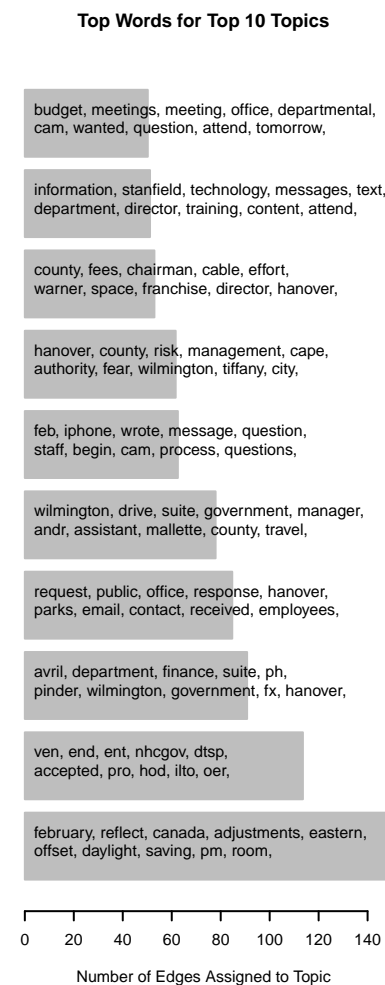 Top Words for Top 10 Topics
budget, meetings, meeting, office, departmental,
cam, wanted, question, attend, tomorrow,
information, stanfield, technology, messages, text,
department, director, training, content, attend,
county, fees, chairman, cable, effort,
warner, space, franchise, director, hanover,
hanover, county, risk, management, cape,
authority, fear, wilmington, tiffany, city,
feb, iphone, wrote, message, question,
staff, begin, cam, process, questions,
wilmington, drive, suite, government, manager,
andr, assistant, mallette, county, travel,
request, public, office, response, hanover,
parks, email, contact, received, employees,
avril, department, finance, suite, ph,
pinder, wilmington, government, fx, hanover,
ven, end, ent, nhcgov, dtsp,
accepted, pro, hod, ilto, oer,
february, reflect, canada, adjustments, eastern,
offset, daylight, saving, pm, room,
0 20 40 60 80 100 120 140
Number of Edges Assigned to Topic